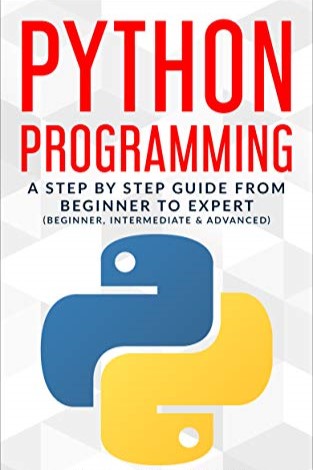 PYTHON
PROGRAMMING
A STEP BY STEP GUIDE FROM
BEGINNER TO EXPERT
(BEGINNER, INTERMEDIATE & ADVANCED)